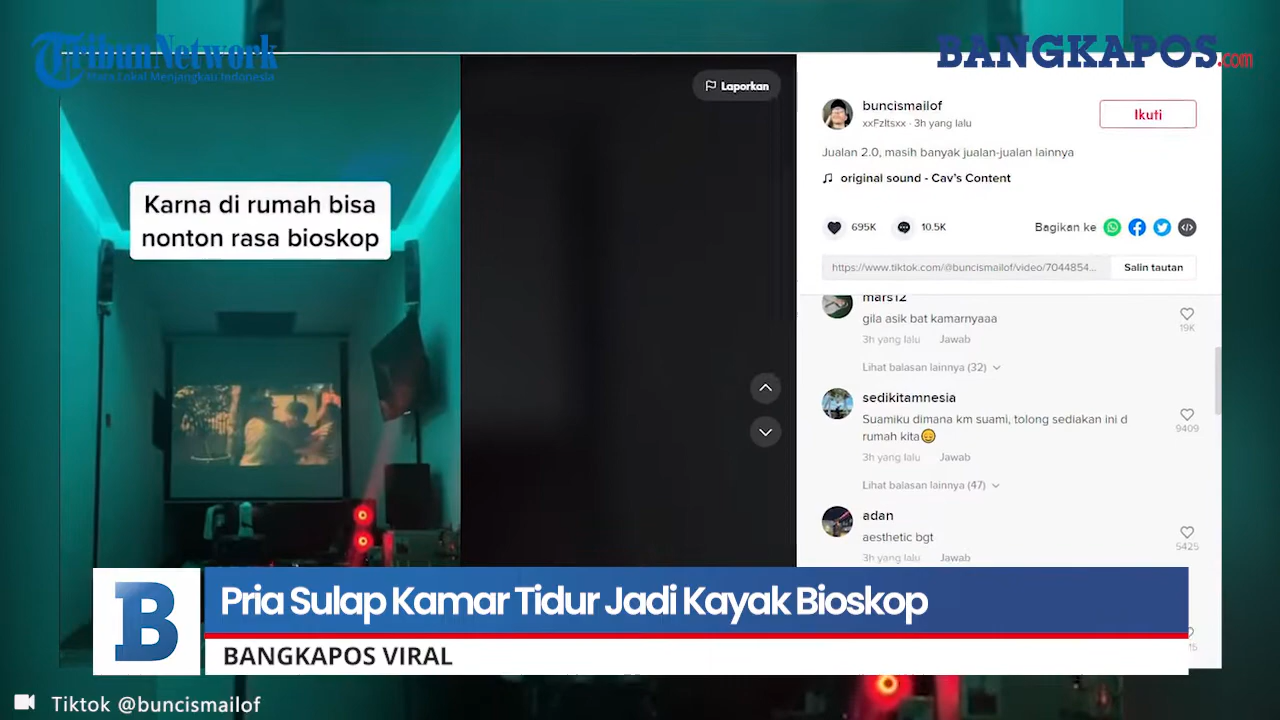 TribunNetwork
Mata Lokal Menjangkau Indonesia
BANGKAPOS.com
Laporkan
Karna di rumah bisa
nonton rasa bioskop
buncismailof
xxFzItsxx · 3h yang lalu
Ikuti
Jualan 2.0, masih banyak jualan-jualan lainnya
original sound - Cav's Content
695K
10.5K
Bagikan ke
https://www.tiktok.com/@buncismailof/video/7044854...
Salin tautan
mars12
gila asik bat kamarnyaaa
19K
3h yang lalu Jawab
Lihat balasan lainnya (32)
sedikitamnesia
Suamiku dimana km suami, tolong sediakan ini d
rumah kita😔
9409
3h yang lalu Jawab
Lihat balasan lainnya (47)
adan
aesthetic bgt
5425
3h yang lalu Jawab
B
Pria Sulap Kamar Tidur Jadi Kayak Bioskop
BANGKAPOS VIRAL
Tiktok @buncismailof